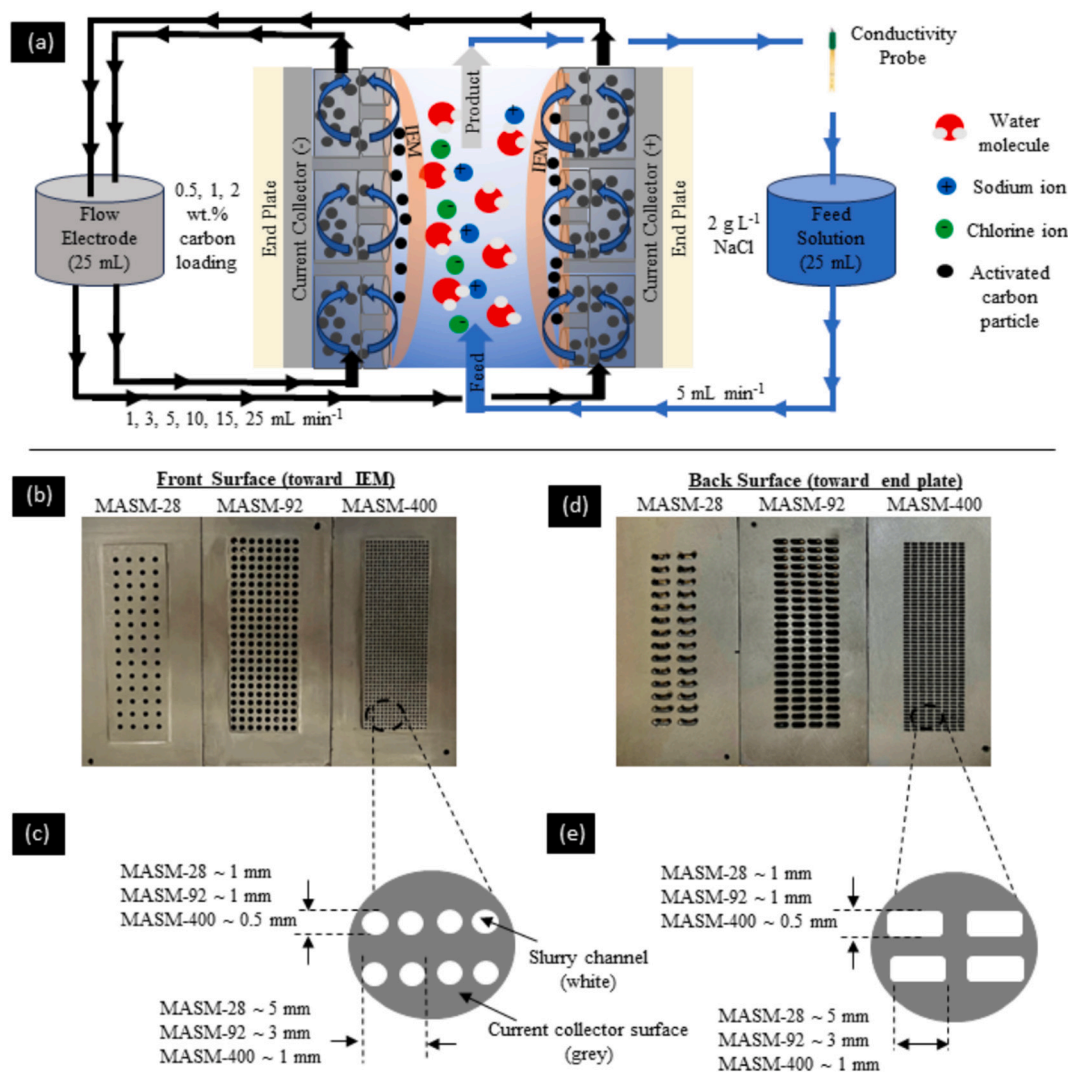 (a)
Conductivity
Probe
Product
IEM
IEM
Current Collector (-)
End Plate
Current Collector (+)
End Plate
Flow
Electrode
(25 mL)
0.5, 1, 2
wt.%
carbon
loading
2 g L-1
NaCl
Feed
Solution
(25 mL)
+
Water
molecule
+
Sodium ion
-
Chlorine ion
Activated
carbon
particle
Feed
1, 3, 5, 10, 15, 25 mL min-1
5 mL min-1
(b)
Front Surface (toward IEM)
MASM-28 MASM-92 MASM-400
(d)
Back Surface (toward end plate)
MASM-28 MASM-92 MASM-400
(c)
MASM-28 ~ 1 mm
MASM-92 ~ 1 mm
MASM-400 ~ 0.5 mm
Slurry channel
(white)
MASM-28 ~ 5 mm
MASM-92 ~ 3 mm
MASM-400 ~ 1 mm
Current collector surface
(grey)
(e)
MASM-28 ~ 1 mm
MASM-92 ~ 1 mm
MASM-400 ~ 0.5 mm
MASM-28 ~ 5 mm
MASM-92 ~ 3 mm
MASM-400 ~ 1 mm